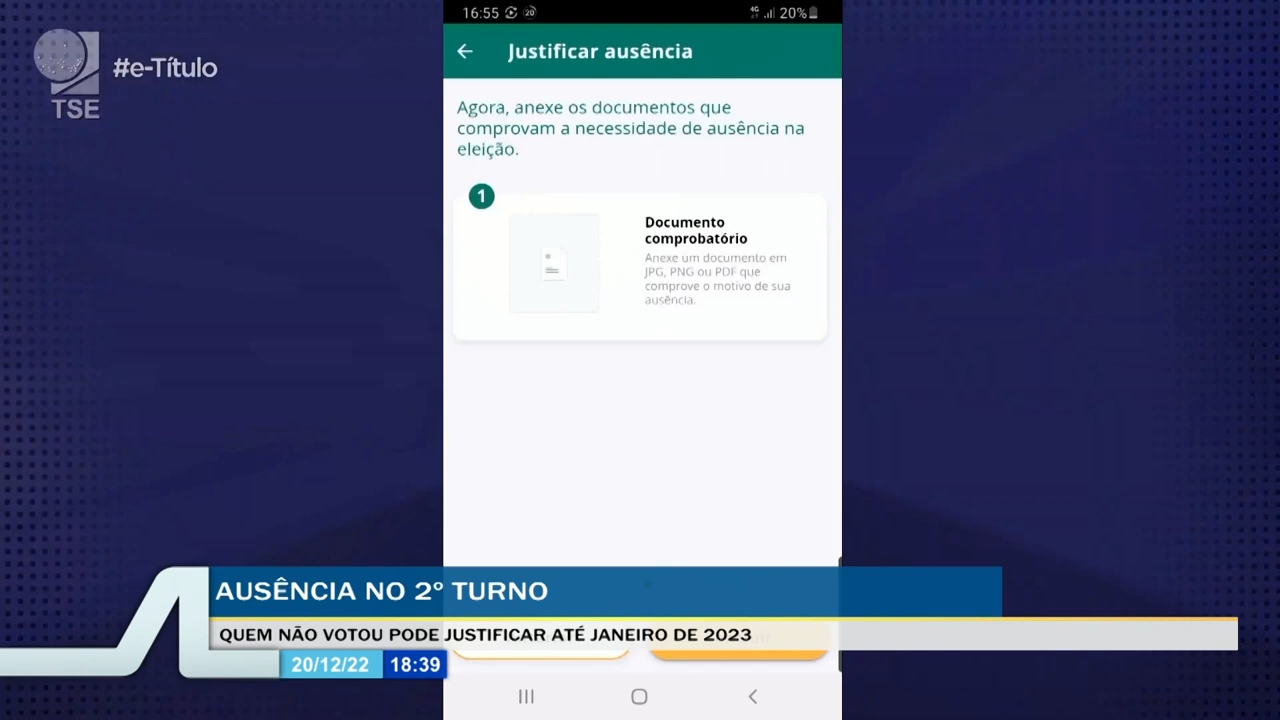 16:55
20
4G
20%
TSE
#e-Título
Justificar ausência
Agora, anexe os documentos que
comprovam a necessidade de ausência na
eleição.
1
Documento
comprobatório
Anexe um documento em
JPG, PNG ou PDF que
comprove o motivo de sua
ausência.
AUSÊNCIA NO 2º TURNO
QUEM NÃO VOTOU PODE JUSTIFICAR ATÉ JANEIRO DE 2023
20/12/22
18:39